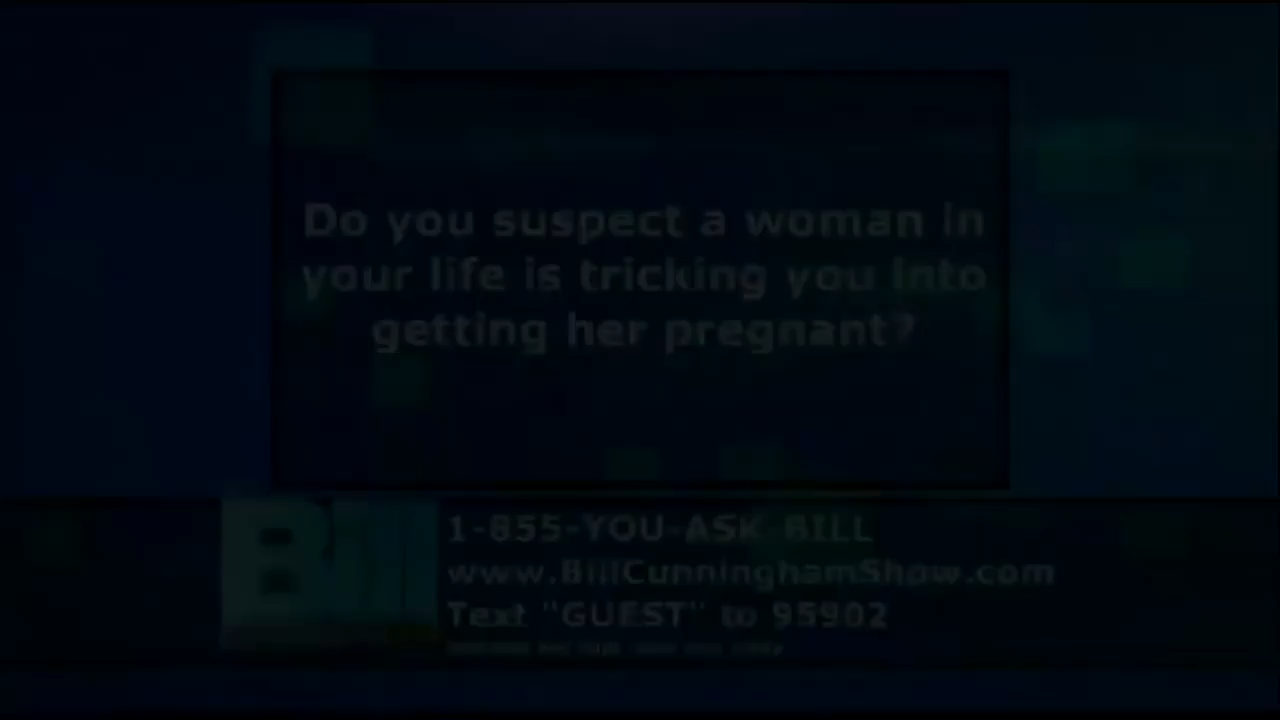 Do you suspect a woman in
your life is tricking you into
getting her pregnant?
Bill
1-855-YOU-ASK-BILL
www.BillCunninghamShow.com
Text "GUEST" to 95902